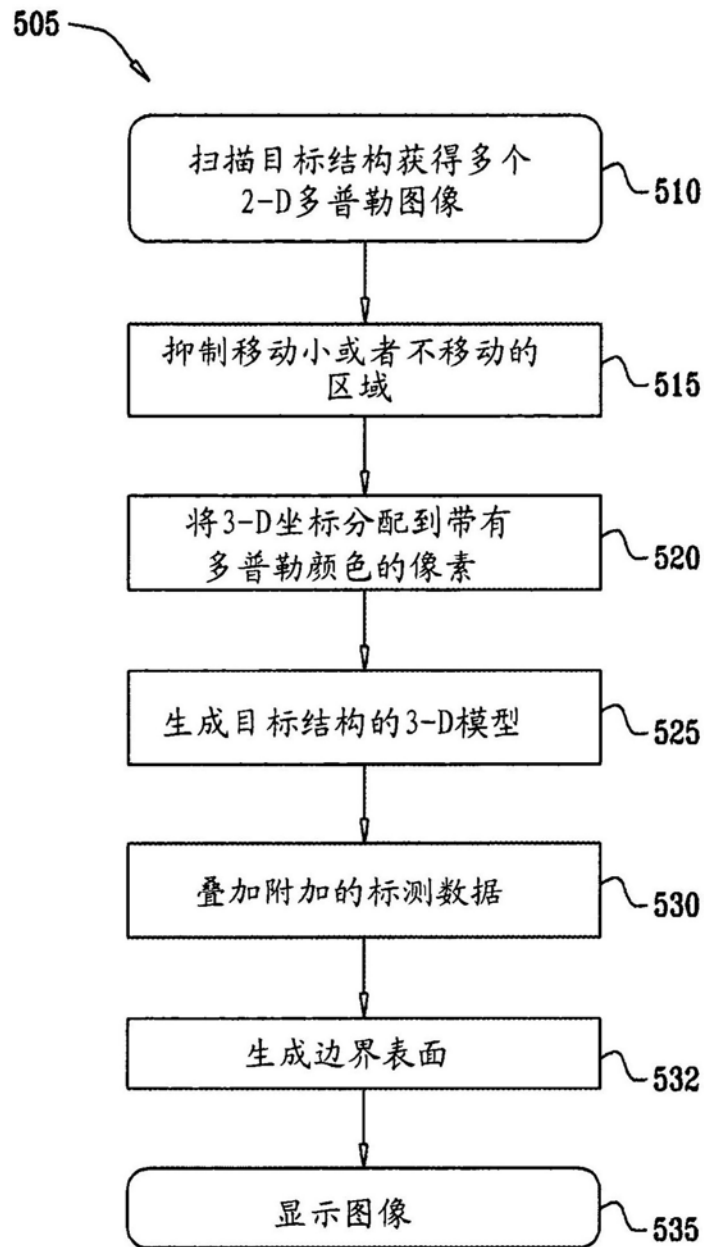 505
扫描目标结构获得多个
2-D多普勒图像
510
抑制移动小或者不移动的
区域
515
将3-D坐标分配到带有
多普勒颜色的像素
520
生成目标结构的3-D模型
525
叠加附加的标测数据
530
生成边界表面
532
显示图像
535